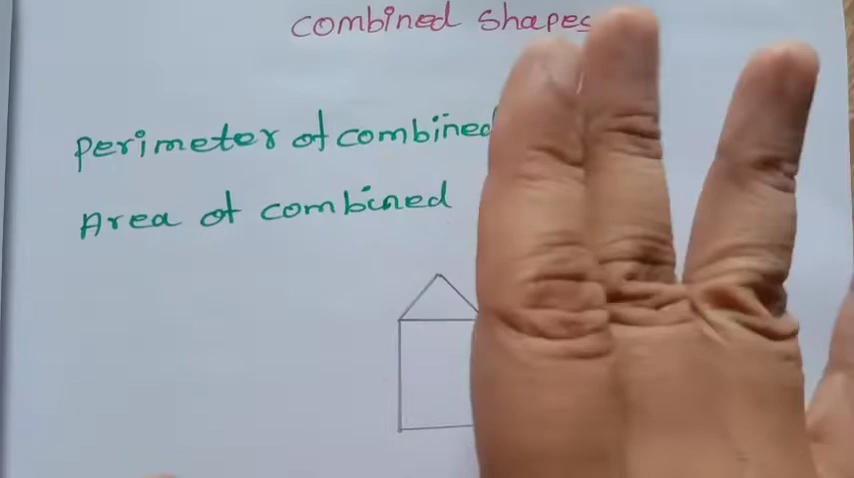 combined shapes
perimeter of combined
Area of combined